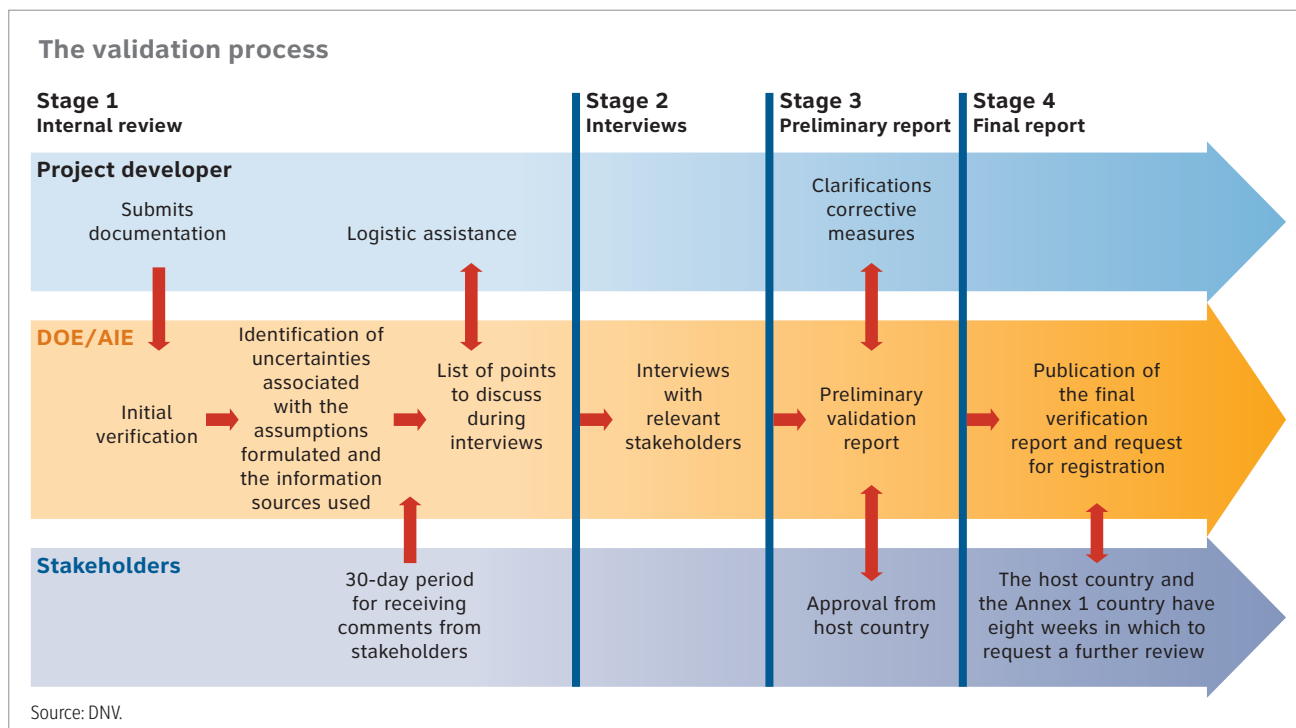 The validation process
Stage 1
Internal review
Stage 2
Interviews
Stage 3
Preliminary report
Stage 4
Final report
Project developer
Submits
documentation
Logistic assistance
Clarifications
corrective
measures
DOE/AIE
Initial
verification
Identification of
uncertainties
associated
with the
assumptions
formulated and
the information
sources used
List of points
to discuss
during
interviews
Interviews
with
relevant
stakeholders
Preliminary
validation
report
Publication of
the final
verification
report and request
for registration
Stakeholders
30-day period
for receiving
comments from
stakeholders
Approval from
host country
The host country and
the Annex 1 country have
eight weeks in which to
request a further review
Source: DNV.